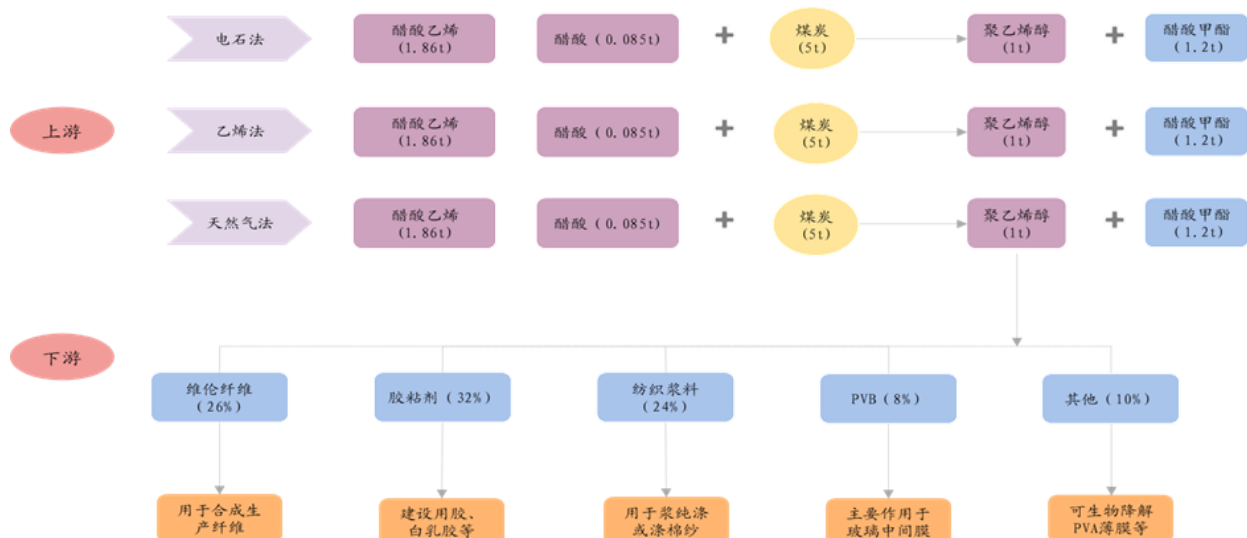 电石法
醋酸乙烯
(1.86t)
醋酸(0.085t)
+
煤炭
(5t)
聚乙烯醇
(1t)
+
醋酸甲酯
(1.2t)
上游
乙烯法
醋酸乙烯
(1.86t)
醋酸(0.085t)
+
煤炭
(5t)
聚乙烯醇
(1t)
+
醋酸甲酯
(1.2t)
天然气法
醋酸乙烯
(1.86t)
醋酸(0.085t)
+
煤炭
(5t)
聚乙烯醇
(1t)
+
醋酸甲酯
(1.2t)
下游
维伦纤维
(26%)
胶粘剂(32%)
纺织浆料
(24%)
PVB(8%)
其他(10%)
用于合成生
产纤维
建设用胶、
白乳胶等
用于浆纯涤
或涤棉纱
主要作用于
玻璃中间膜
可生物降解
PVA薄膜等